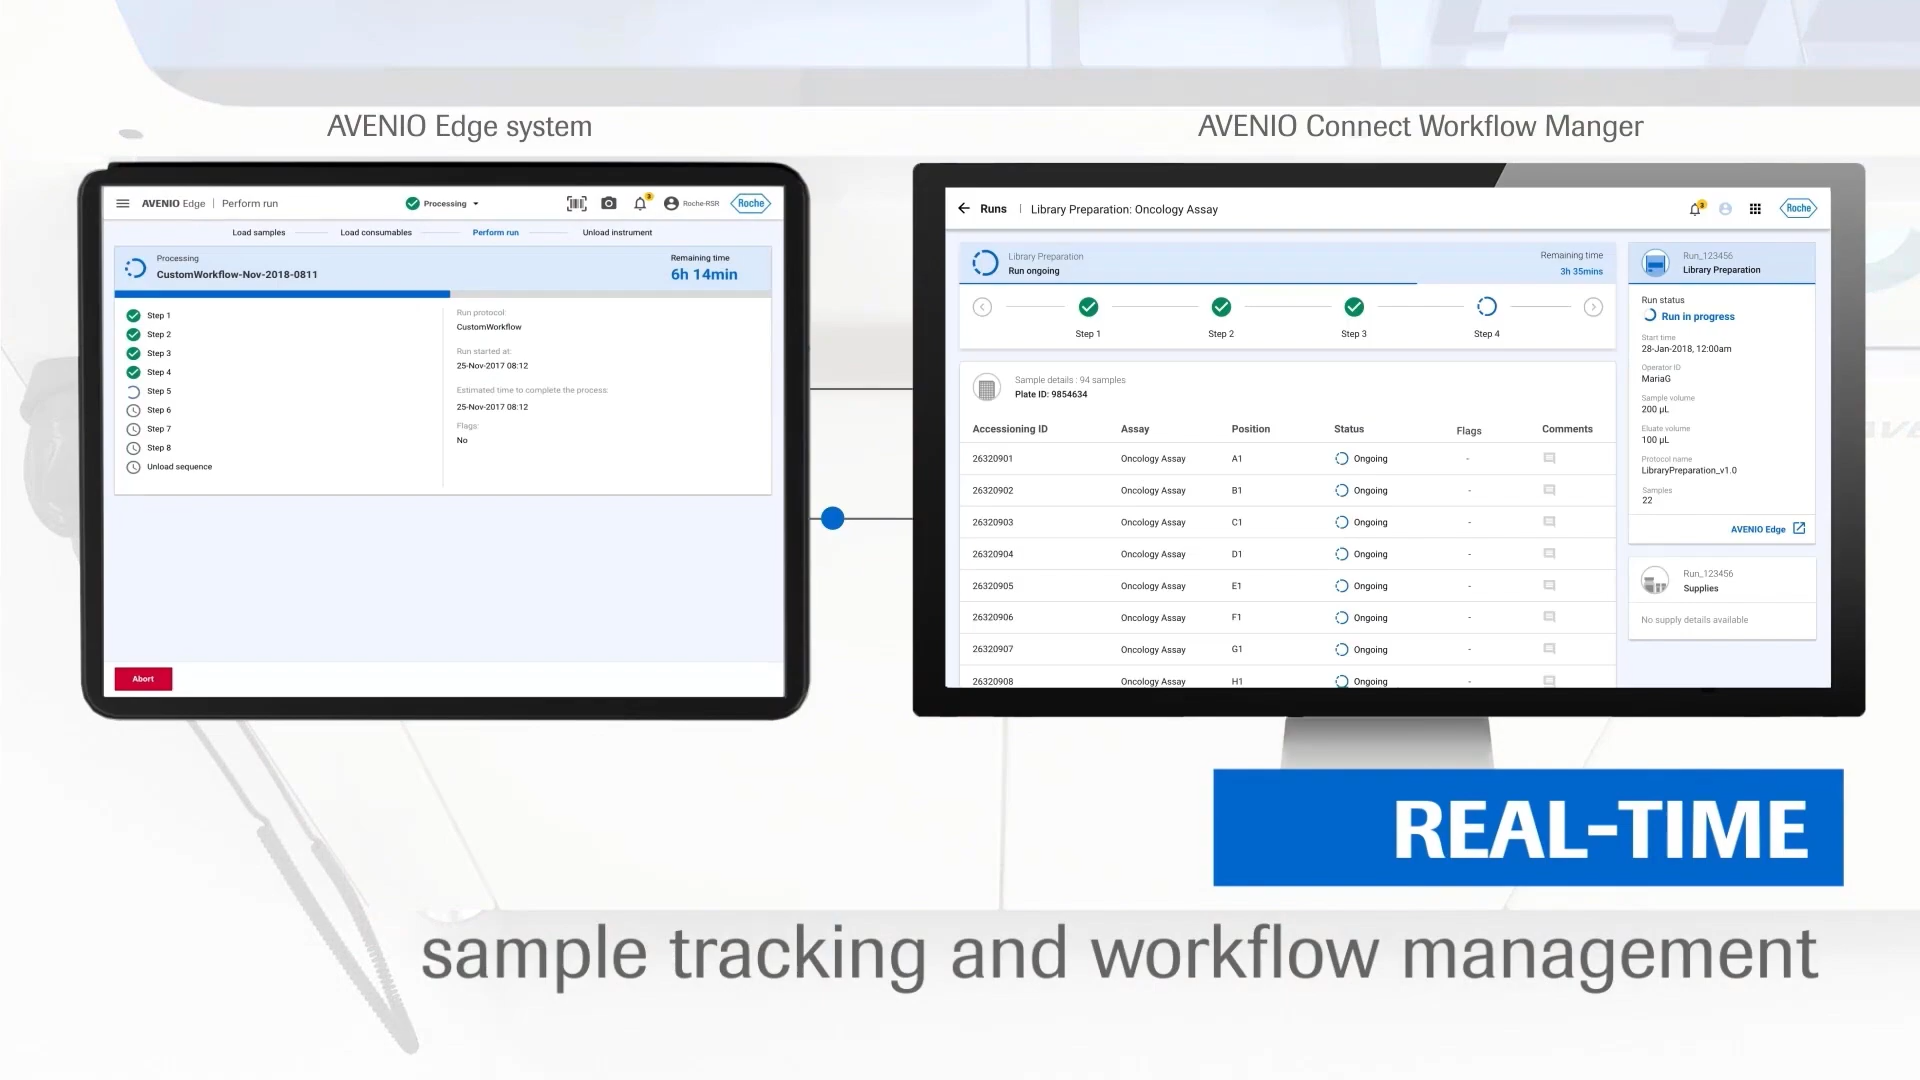 AVENIO Edge system
AVENIO Edge | Perform run
Processing
3
Roche-RSR
Roche
Load samples
Load consumables
Perform run
Unload instrument
Processing
CustomWorkflow-Nov-2018-0811
Remaining time
6h 14min
Step 1
Step 2
Step 3
Step 4
Step 5
Step 6
Step 7
Step 8
Unload sequence
Run protocol:
CustomWorkflow
Run started at:
25-Nov-2017 08:12
Estimated time to complete the process:
25-Nov-2017 08:12
Flags:
No
Abort
AVENIO Connect Workflow Manger
Runs | Library Preparation: Oncology Assay
3
Roche
Library Preparation
Run ongoing
Remaining time
3h 35mins
Step 1
Step 2
Step 3
Step 4
Sample details : 94 samples
Plate ID: 9854634
Accessioning ID Assay Position Status Flags Comments
26320901 Oncology Assay A1 Ongoing -
26320902 Oncology Assay B1 Ongoing -
26320903 Oncology Assay C1 Ongoing -
26320904 Oncology Assay D1 Ongoing -
26320905 Oncology Assay E1 Ongoing -
26320906 Oncology Assay F1 Ongoing -
26320907 Oncology Assay G1 Ongoing -
26320908 Oncology Assay H1 Ongoing -
Run_123456
Library Preparation
Run status
Run in progress
Start time
28-Jan-2018, 12:00am
Operator ID
MariaG
Sample volume
200 µL
Eluate volume
100 µL
Protocol name
LibraryPreparation_v1.0
Samples
22
AVENIO Edge
Run_123456
Supplies
No supply details available
REAL-TIME
sample tracking and workflow management